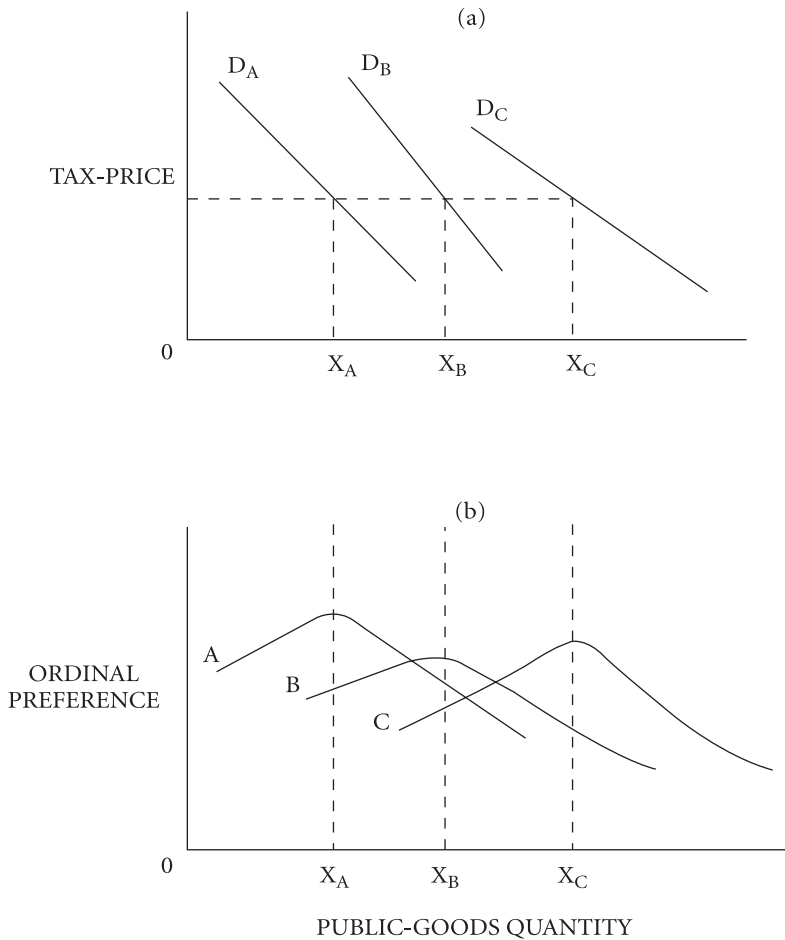 (a)
D_A
D_B
D_C
TAX-PRICE
0
X_A X_B X_C
(b)
A
B
C
ORDINAL
PREFERENCE
0
X_A X_B X_C
PUBLIC-GOODS QUANTITY